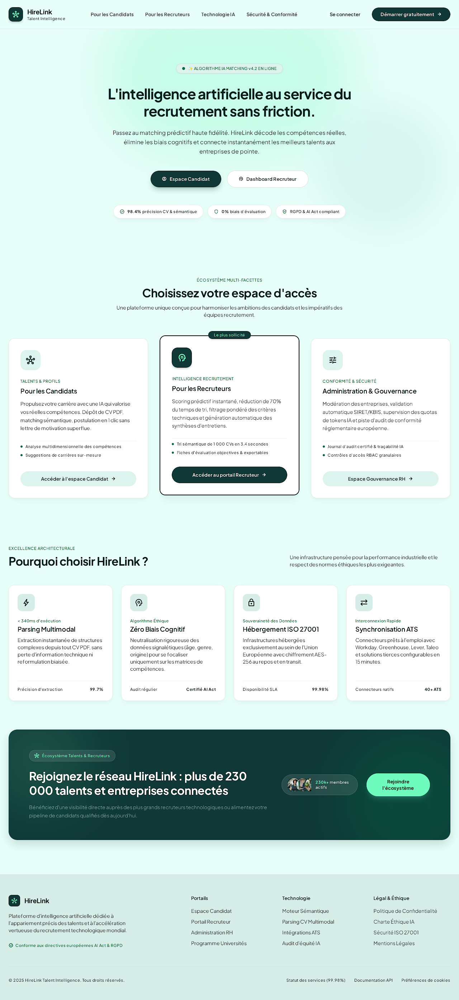 HireLink
Talent Intelligence
Pour les Candidats
Pour les Recruteurs
Technologie IA
Sécurité & Conformité
Se connecter
Démarrer gratuitement →
✨ ALGORITHME IA MATCHING v4.2 EN LIGNE
L'intelligence artificielle au service du
recrutement sans friction.
Passez au matching prédictif haute fidélité. HireLink décode les compétences réelles,
élimine les biais cognitifs et connecte instantanément les meilleurs talents aux
entreprises de pointe.
Espace Candidat
Dashboard Recruteur
98.4% précision CV & sémantique
0% biais d'évaluation
RGPD & AI Act compliant
ÉCOSYSTÈME MULTI-FACETTES
Choisissez votre espace d'accès
Une plateforme unique conçue pour harmoniser les ambitions des candidats et les impératifs des
équipes recrutement.
TALENTS & PROFILS
Pour les Candidats
Propulsez votre carrière avec une IA qui valorise
vos réelles compétences. Dépôt de CV PDF,
matching sémantique, postulation en 1 clic sans
lettre de motivation superflue.
Analyse multidimensionnelle des compétences
Suggestions de carrières sur-mesure
Accéder à l'espace Candidat →
Le plus sollicité
INTELLIGENCE RECRUTEMENT
Pour les Recruteurs
Scoring prédictif instantané, réduction de 70%
du temps de tri, filtrage pondéré des critères
techniques et génération automatique des
synthèses d'entretiens.
Tri sémantique de 1 000 CVs en 3.4 secondes
Fiches d'évaluation objectives & exportables
Accéder au portail Recruteur →
CONFORMITÉ & SÉCURITÉ
Administration & Gouvernance
Modération des entreprises, validation
automatique SIRET/KBIS, supervision des quotas
de tokens IA et piste d'audit de conformité
réglementaire européenne.
Journal d'audit certifié & traçabilité IA
Contrôles d'accès RBAC granulaires
Espace Gouvernance RH →
EXCELLENCE ARCHITECTURALE
Pourquoi choisir HireLink ?
Une infrastructure pensée pour la performance industrielle et le
respect des normes éthiques les plus exigeantes.
< 340ms d'exécution
Parsing Multimodal
Extraction instantanée de structures
complexes depuis tout CV PDF, sans
perte d'information technique ni
reformulation biaisée.
Précision d'extraction
99.7%
Algorithme Éthique
Zéro Biais Cognitif
Neutralisation rigoureuse des
données signalétiques (âge, genre,
origine) pour se focaliser
uniquement sur les matrices de
compétences.
Audit régulier
Certifié AI Act
Souveraineté des Données
Hébergement ISO 27001
Infrastructures hébergées
exclusivement au sein de l'Union
Européenne avec chiffrement AES-
256 au repos et en transit.
Disponibilité SLA
99.98%
Interconnexion Rapide
Synchronisation ATS
Connecteurs prêts à l'emploi avec
Workday, Greenhouse, Lever, Taleo
et solutions tierces configurables en
15 minutes.
Connecteurs natifs
40+ ATS
Écosystème Talents & Recruteurs
Rejoignez le réseau HireLink : plus de 230
000 talents et entreprises connectés
Bénéficiez d'une visibilité directe auprès des plus grands recruteurs technologiques ou alimentez votre
pipeline de candidats qualifiés dès aujourd'hui.
230k+ membres
actifs
Rejoindre
l'écosystème
HireLink
Plateforme d'intelligence artificielle dédiée à
l'appariement précis des talents et à l'accélération
vertueuse du recrutement technologique mondial.
Conforme aux directives européennes AI Act & RGPD
Portails
Espace Candidat
Portail Recruteur
Administration RH
Programme Universités
Technologie
Moteur Sémantique
Parsing CV Multimodal
Intégrations ATS
Audit d'équité IA
Légal & Éthique
Politique de Confidentialité
Charte Éthique IA
Sécurité ISO 27001
Mentions Légales
© 2025 HireLink Talent Intelligence. Tous droits réservés.
Statut des services (99.98%)
Documentation API
Préférences de cookies